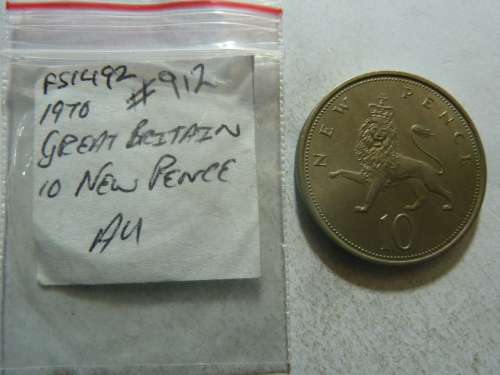 FS1492
#912
1970
GREAT BRITAIN
10 NEW PENCE
AU
NEW PENCE
10